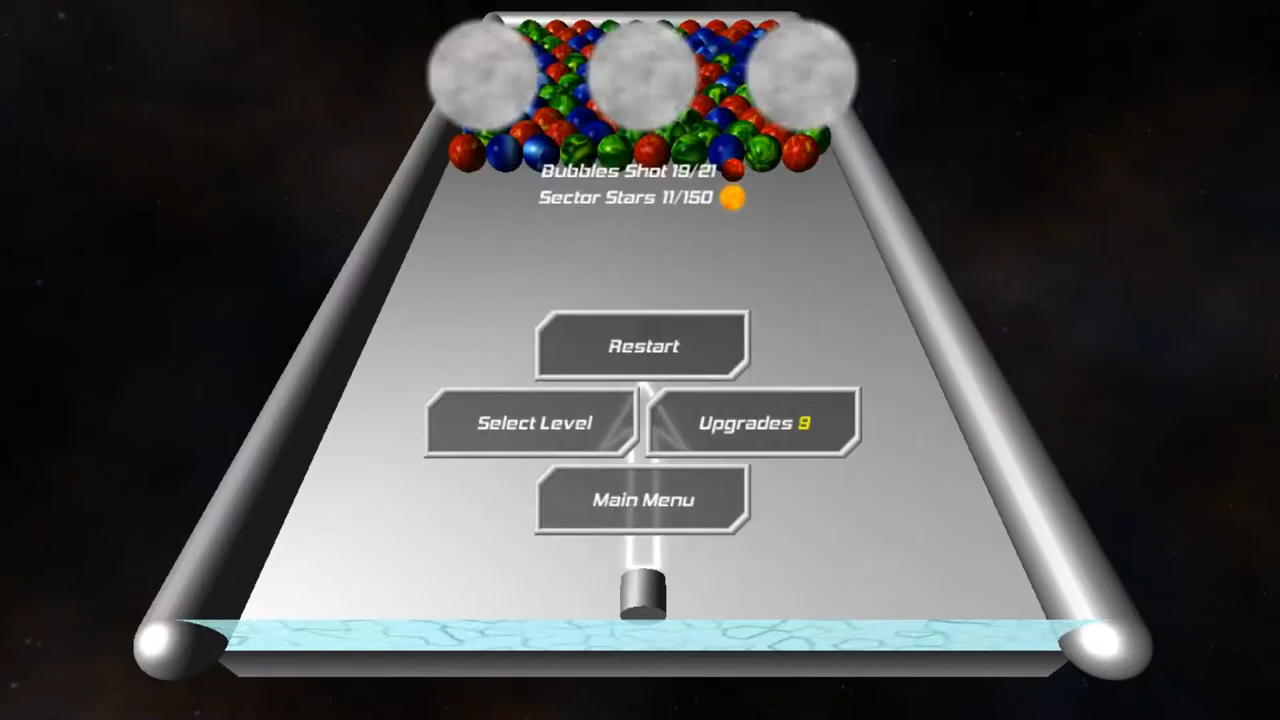 Bubbles Shot 19/21
Sector Stars 11/150
Restart
Select Level
Upgrades 9
Main Menu